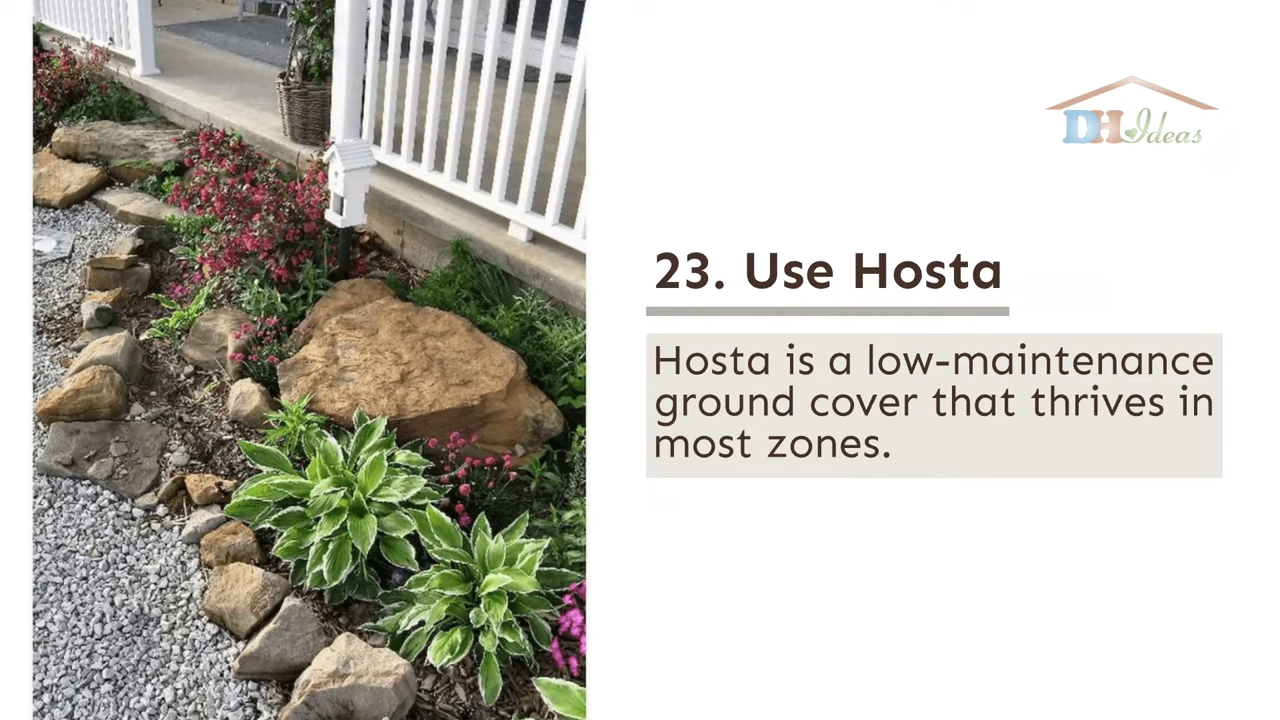 DH Ideas
23. Use Hosta
Hosta is a low-maintenance
ground cover that thrives in
most zones.